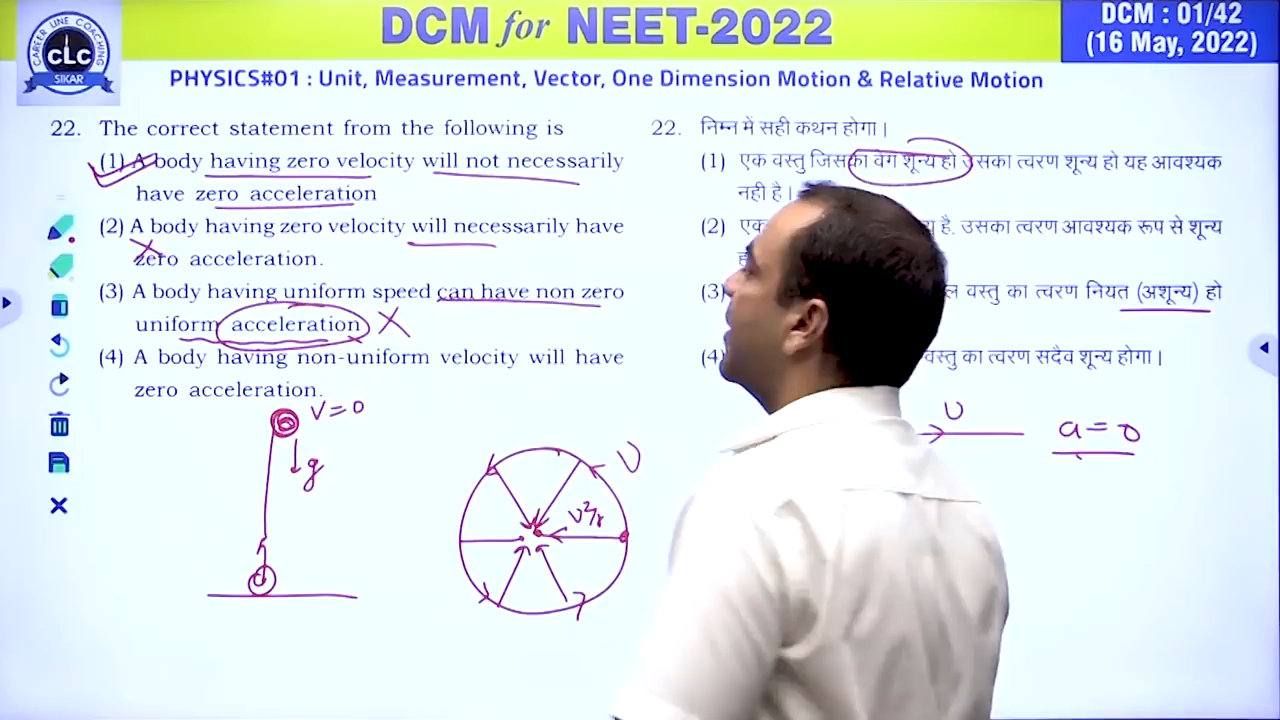 DCM for NEET-2022
DCM : 01/42
(16 May, 2022)
CAREER LINE COACHING
CLC
SIKAR
PHYSICS#01 : Unit, Measurement, Vector, One Dimension Motion & Relative Motion
22. The correct statement from the following is
(1) A body having zero velocity will not necessarily
have zero acceleration
(2) A body having zero velocity will necessarily have
zero acceleration.
(3) A body having uniform speed can have non zero
uniform acceleration
(4) A body having non-uniform velocity will have
zero acceleration.
22. निम्न में सही कथन होगा।
(1) एक वस्तु जिसका वेग शून्य हो उसका त्वरण शून्य हो यह आवश्यक
नही है।
(2) है. उसका त्वरण आवश्यक रूप से शून्य
(3) वस्तु का त्वरण नियत (अशून्य) हो
(4) वस्तु का त्वरण सदैव शून्य होगा।
V=0
g
υ
υ²/r
υ
a=0